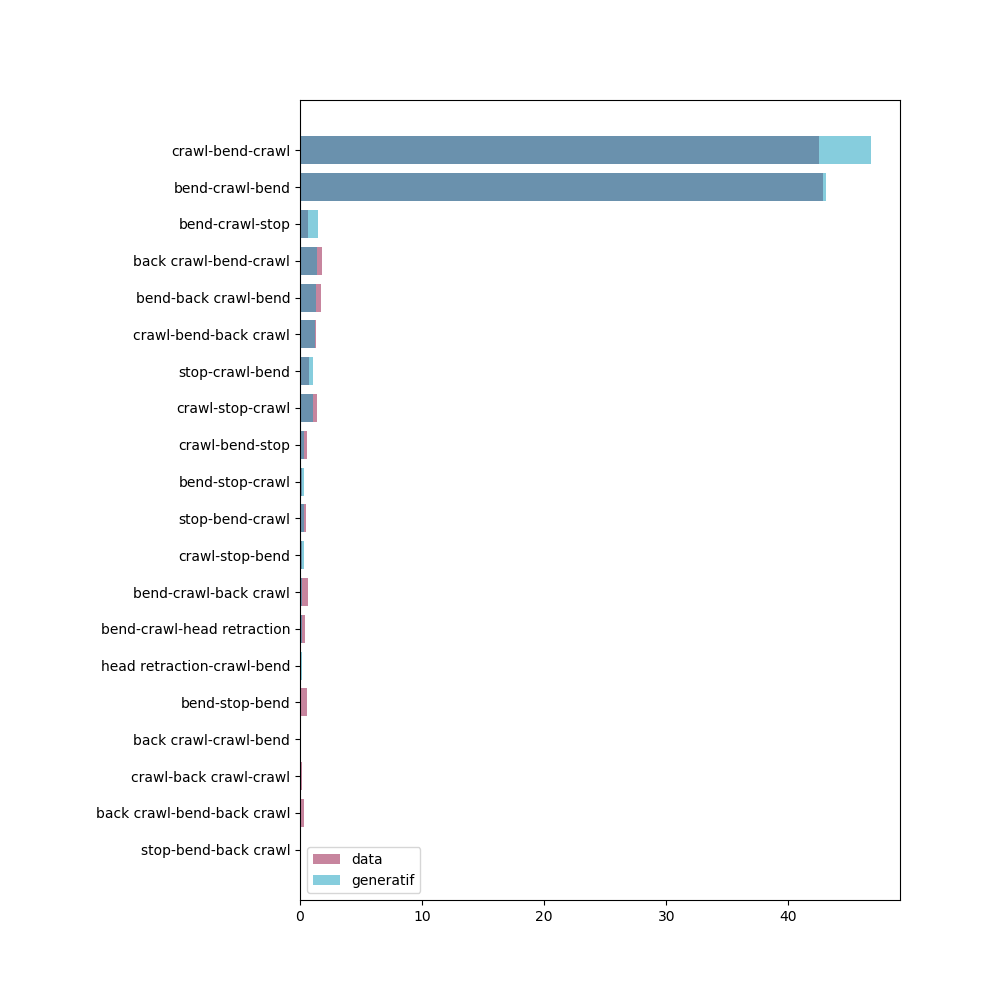 crawl-bend-crawl
bend-crawl-bend
bend-crawl-stop
back crawl-bend-crawl
bend-back crawl-bend
crawl-bend-back crawl
stop-crawl-bend
crawl-stop-crawl
crawl-bend-stop
bend-stop-crawl
stop-bend-crawl
crawl-stop-bend
bend-crawl-back crawl
bend-crawl-head retraction
head retraction-crawl-bend
bend-stop-bend
back crawl-crawl-bend
crawl-back crawl-crawl
back crawl-bend-back crawl
stop-bend-back crawl
data
generatif
0 10 20 30 40